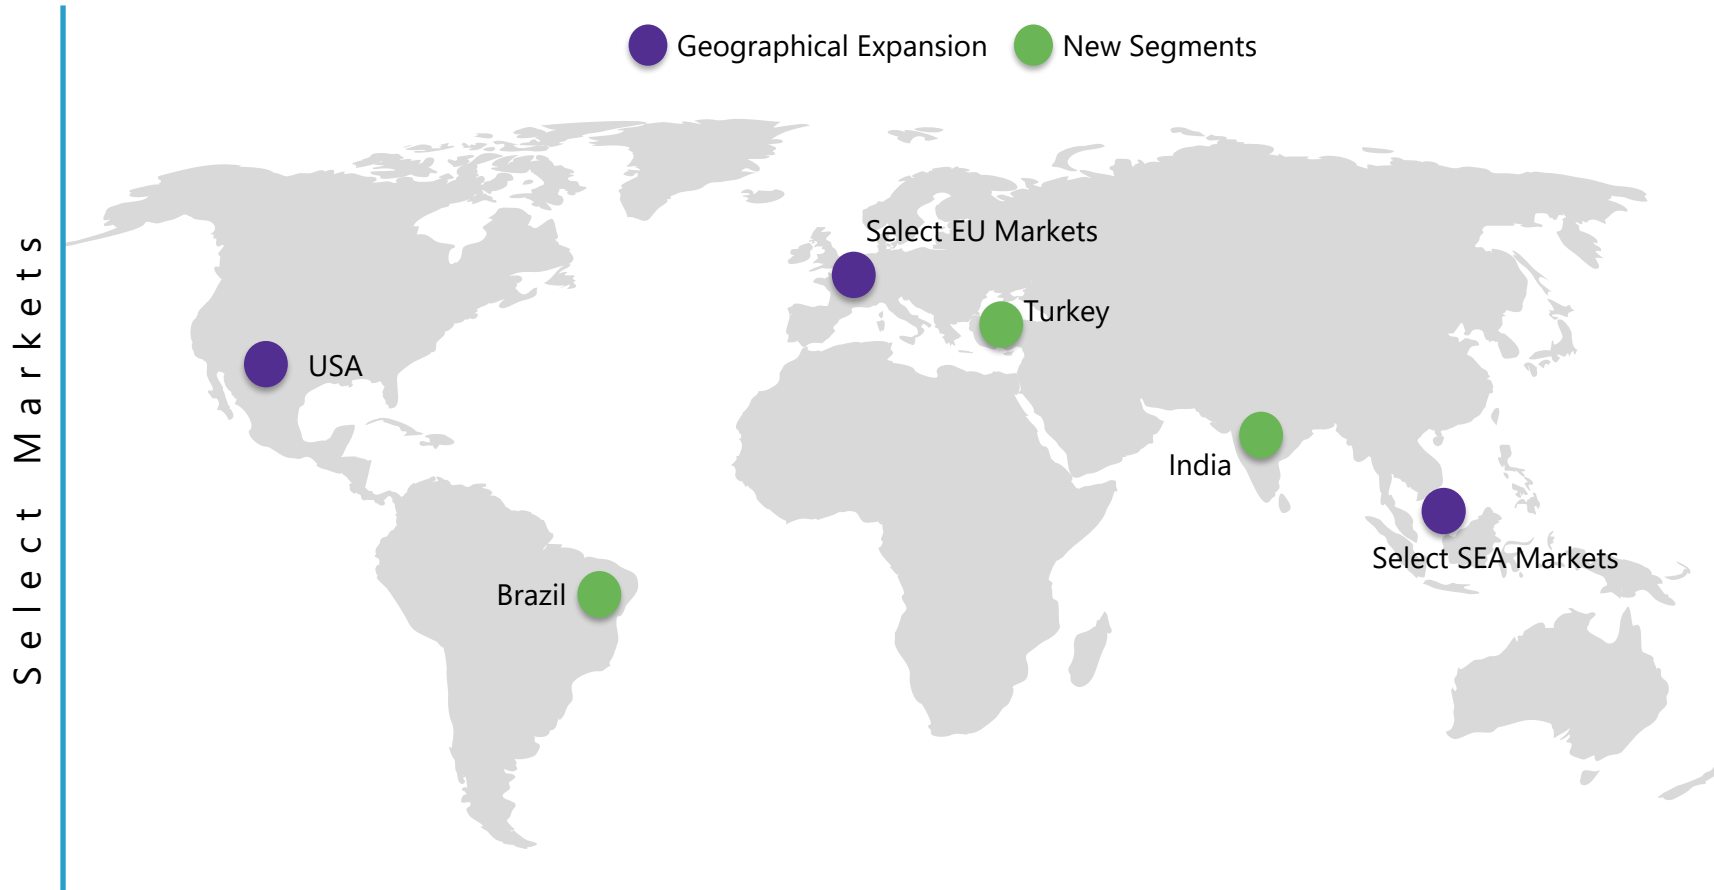 Geographical Expansion
New Segments
Select Markets
Select EU Markets
Turkey
USA
India
Select SEA Markets
Brazil